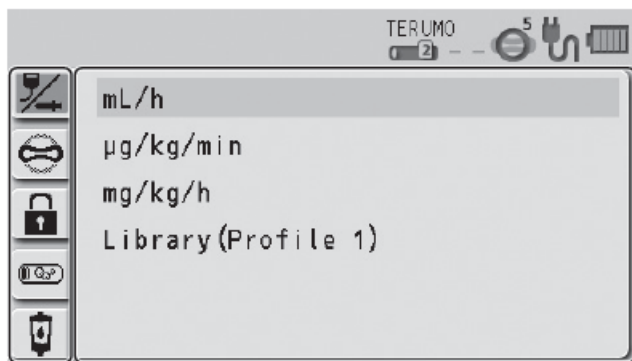 TERUMO
2 - - 5
mL/h
µg/kg/min
mg/kg/h
Library(Profile 1)